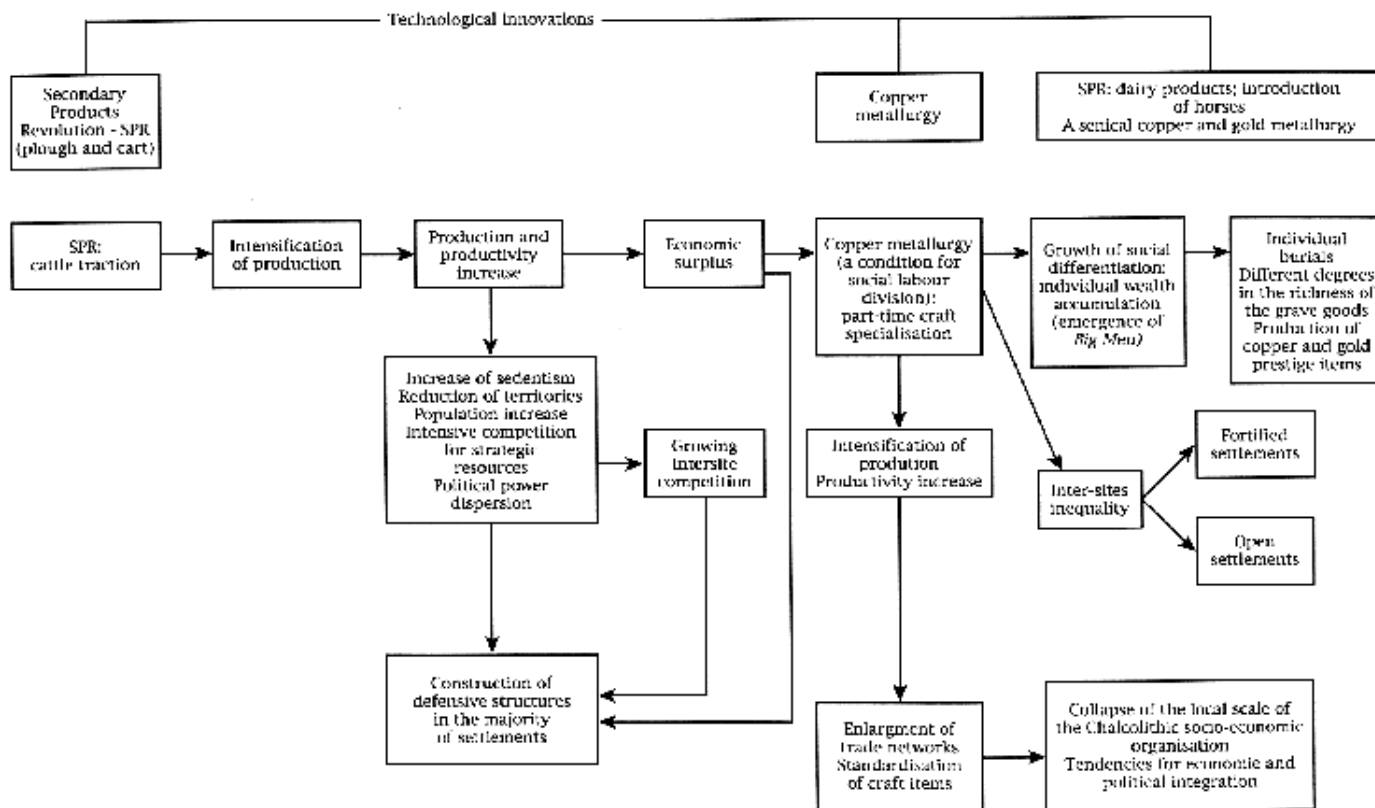 Technological innovations
Secondary
Products
Revolution - SPR
(plough and cart)
Copper
metallurgy
SPR: dairy products; introduction
of horses
A senical copper and gold metallurgy
SPR:
cattle traction
Intensification
of production
Production and
productivity
increase
Economic
surplus
Copper metallurgy
(a condition for
social labour
division):
part-time craft
specialisation
Growth of social
differentiation:
individual wealth
accumulation
(emergence of
Big Men)
Individual
burials
Different degrees
in the richness of
the grave goods
Production of
copper and gold
prestige items
Increase of sedentism
Reduction of territories
Population increase
Intensive competition
for strategic
resources
Political power
dispersion
Growing
intersite
competition
Intensification of
prodution
Productivity increase
Inter-sites
inequality
Fortified
settlements
Open
settlements
Construction of
defensive structures
in the majority
of settlements
Enlargment of
trade networks
Standardisation
of craft items
Collapse of the local scale of
the Chalcolithic socio-economic
organisation
Tendencies for economic and
political integration